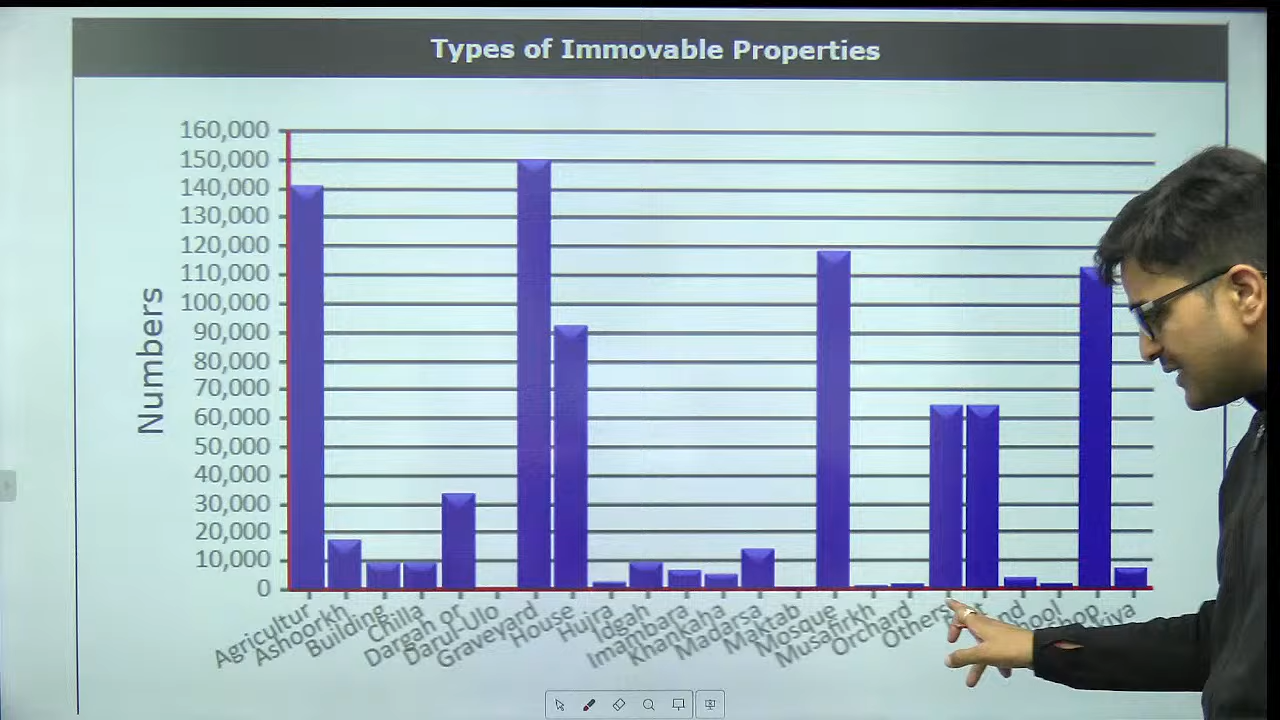 Types of Immovable Properties
160,000
150,000
140,000
130,000
120,000
110,000
100,000
90,000
80,000
70,000
60,000
50,000
40,000
30,000
20,000
10,000
0
Numbers
Agricultur
Ashoorkh
Building
Chilla
Dargah or
Darul-Ulo
Graveyard
House
Hujra
Idgah
Imambara
Khankaha
Madarsa
Maktab
Mosque
Musafirkh
Orchard
Others